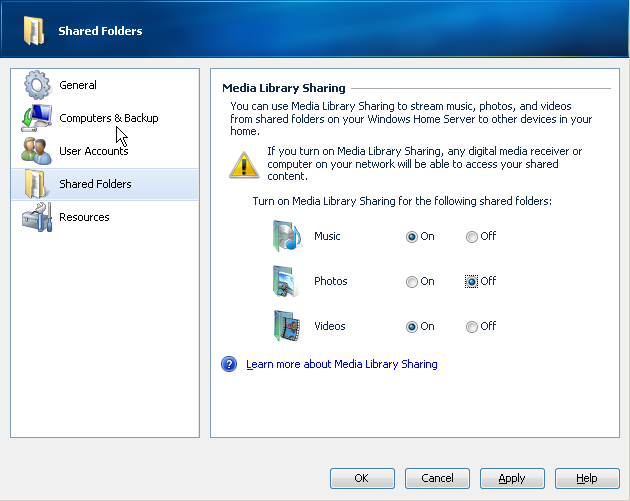 Shared Folders
General
Computers & Backup
User Accounts
Shared Folders
Resources
Media Library Sharing
You can use Media Library Sharing to stream music, photos, and videos
from shared folders on your Windows Home Server to other devices in your
home.
If you turn on Media Library Sharing, any digital media receiver or
computer on your network will be able to access your shared
content.
Turn on Media Library Sharing for the following shared folders:
Music On Off
Photos On Off
Videos On Off
? Learn more about Media Library Sharing
OK Cancel Apply Help